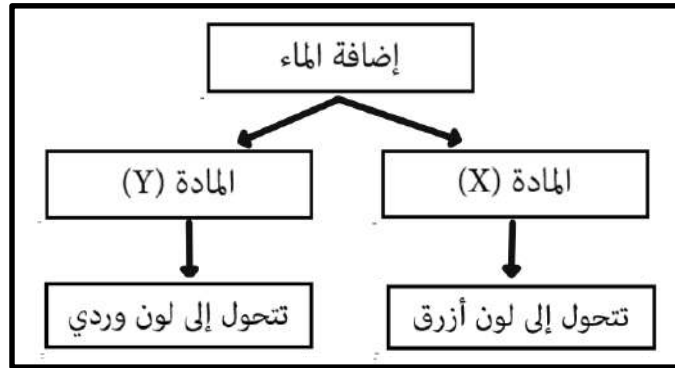 إضافة الماء
المادة (X)
المادة (Y)
تتحول إلى لون أزرق
تتحول إلى لون وردي